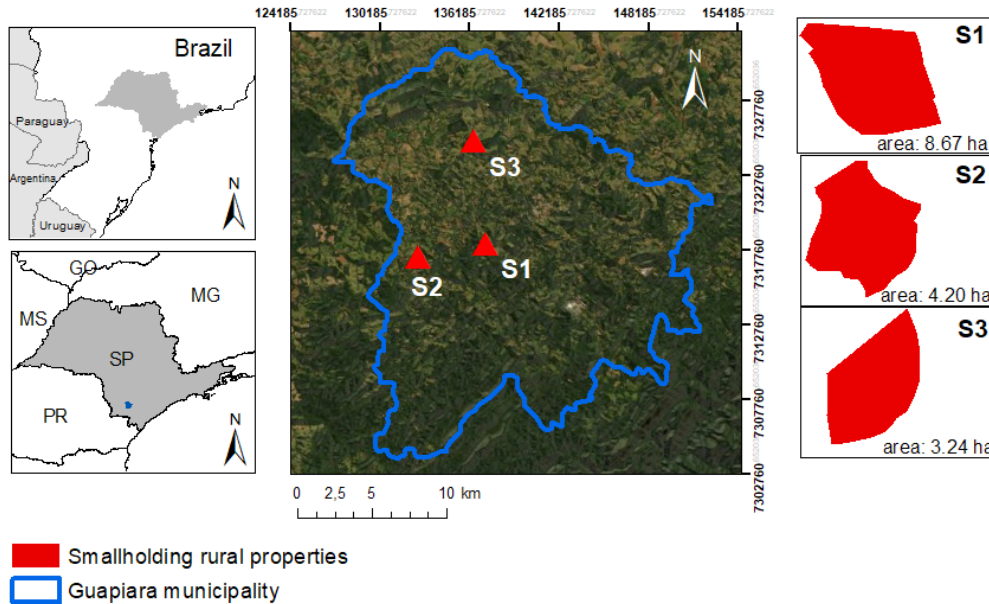 Brazil
Paraguay
Argentina
Uruguay
N
GO
MG
MS
SP
PR
N
124185 130185 136185 142185 148185 154185
N
S3
S2
S1
7327760
7322760
7317760
7312760
7307760
7302760
0 2,5 5 10 km
S1
area: 8.67 ha
S2
area: 4.20 ha
S3
area: 3.24 ha
Smallholding rural properties
Guapiara municipality